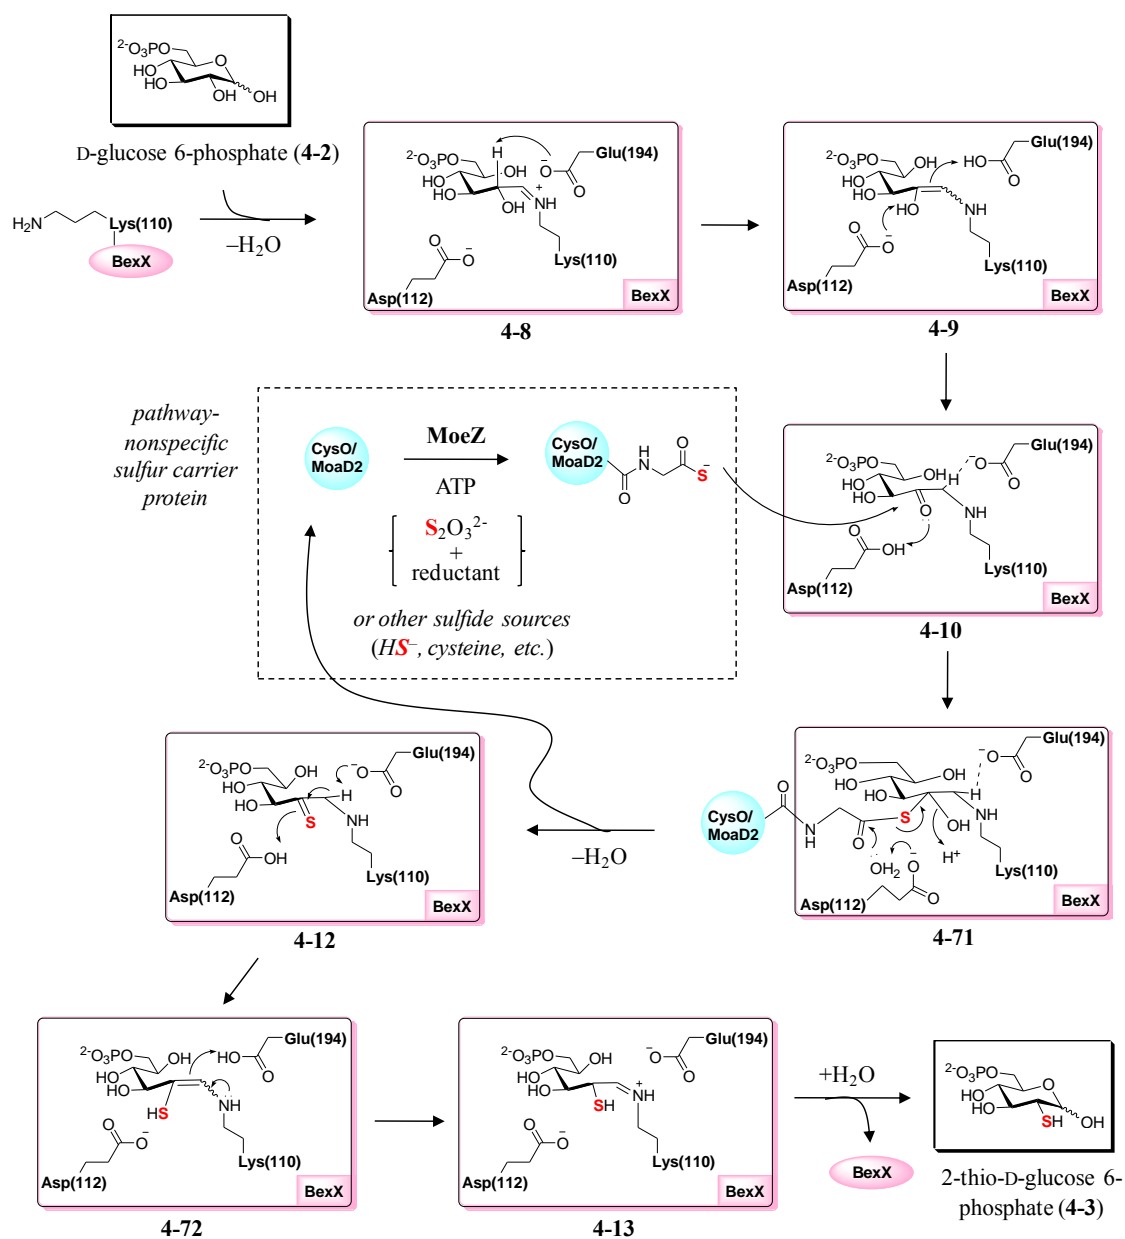 2-O3PO
O
HO
HO
OH
OH
D-glucose 6-phosphate (4-2)
H2N
Lys(110)
BexX
–H2O
2-O3PO
H
OH
HO
HO
OH
+
NH
−O
O
Glu(194)
O
O−
Asp(112)
Lys(110)
BexX
4-8
2-O3PO
OH
HO
HO
HO
NH
HO
O
Glu(194)
O
O−
Asp(112)
Lys(110)
BexX
4-9
pathway-
nonspecific
sulfur carrier
protein
CysO/
MoaD2
MoeZ
ATP
S2O32-
+
reductant
or other sulfide sources
(HS–, cysteine, etc.)
CysO/
MoaD2
H
N
O
O
S−
2-O3PO
OH
HO
HO
O
H
NH
−O
O
Glu(194)
O
OH
Asp(112)
Lys(110)
BexX
4-10
2-O3PO
OH
HO
HO
S
H
OH
NH
−O
O
Glu(194)
CysO/
MoaD2
O
N
H
O
OH2
H+
−O
O
Asp(112)
Lys(110)
BexX
4-71
–H2O
2-O3PO
OH
HO
HO
S
H
NH
−O
O
Glu(194)
O
OH
Asp(112)
Lys(110)
BexX
4-12
2-O3PO
OH
HO
HO
HS
NH
HO
O
Glu(194)
O
O−
Asp(112)
Lys(110)
BexX
4-72
2-O3PO
OH
HO
HO
SH
+
NH
−O
O
Glu(194)
O
O−
Asp(112)
Lys(110)
BexX
4-13
+H2O
BexX
2-O3PO
O
HO
HO
SH
OH
2-thio-D-glucose 6-
phosphate (4-3)